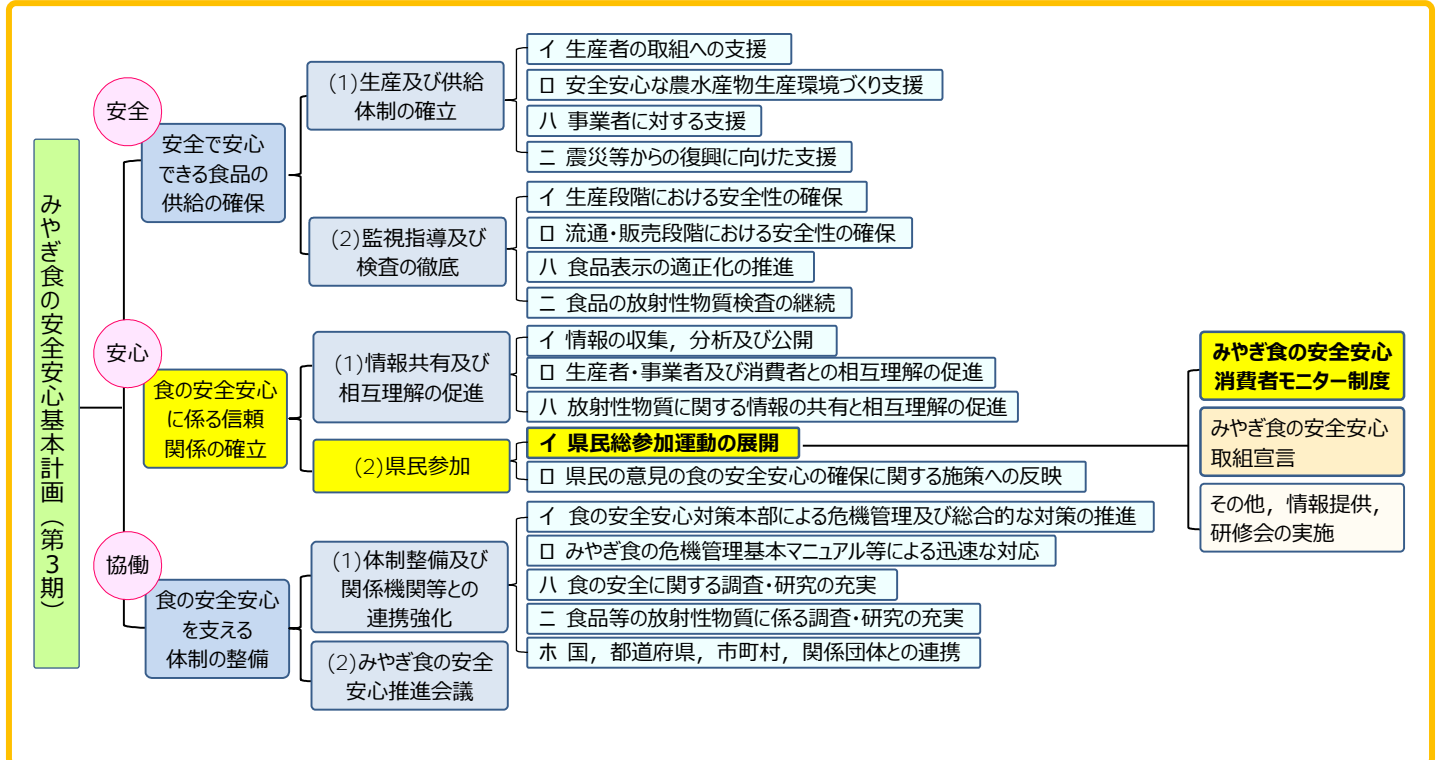 みやぎ食の安全安心基本計画（第3期）
安全
安全で安心
できる食品の
供給の確保
(1)生産及び供給
体制の確立
イ 生産者の取組への支援
ロ 安全安心な農水産物生産環境づくり支援
ハ 事業者に対する支援
ニ 震災等からの復興に向けた支援
(2)監視指導及び
検査の徹底
イ 生産段階における安全性の確保
ロ 流通・販売段階における安全性の確保
ハ 食品表示の適正化の推進
ニ 食品の放射性物質検査の継続
安心
食の安全安心
に係る信頼
関係の確立
(1)情報共有及び
相互理解の促進
イ 情報の収集，分析及び公開
ロ 生産者・事業者及び消費者との相互理解の促進
ハ 放射性物質に関する情報の共有と相互理解の促進
(2)県民参加
イ 県民総参加運動の展開
ロ 県民の意見の食の安全安心の確保に関する施策への反映
みやぎ食の安全安心
消費者モニター制度
みやぎ食の安全安心
取組宣言
その他，情報提供，
研修会の実施
協働
食の安全安心
を支える
体制の整備
(1)体制整備及び
関係機関等との
連携強化
イ 食の安全安心対策本部による危機管理及び総合的な対策の推進
ロ みやぎ食の危機管理基本マニュアル等による迅速な対応
ハ 食の安全に関する調査・研究の充実
ニ 食品等の放射性物質に係る調査・研究の充実
ホ 国，都道府県，市町村，関係団体との連携
(2)みやぎ食の安全
安心推進会議